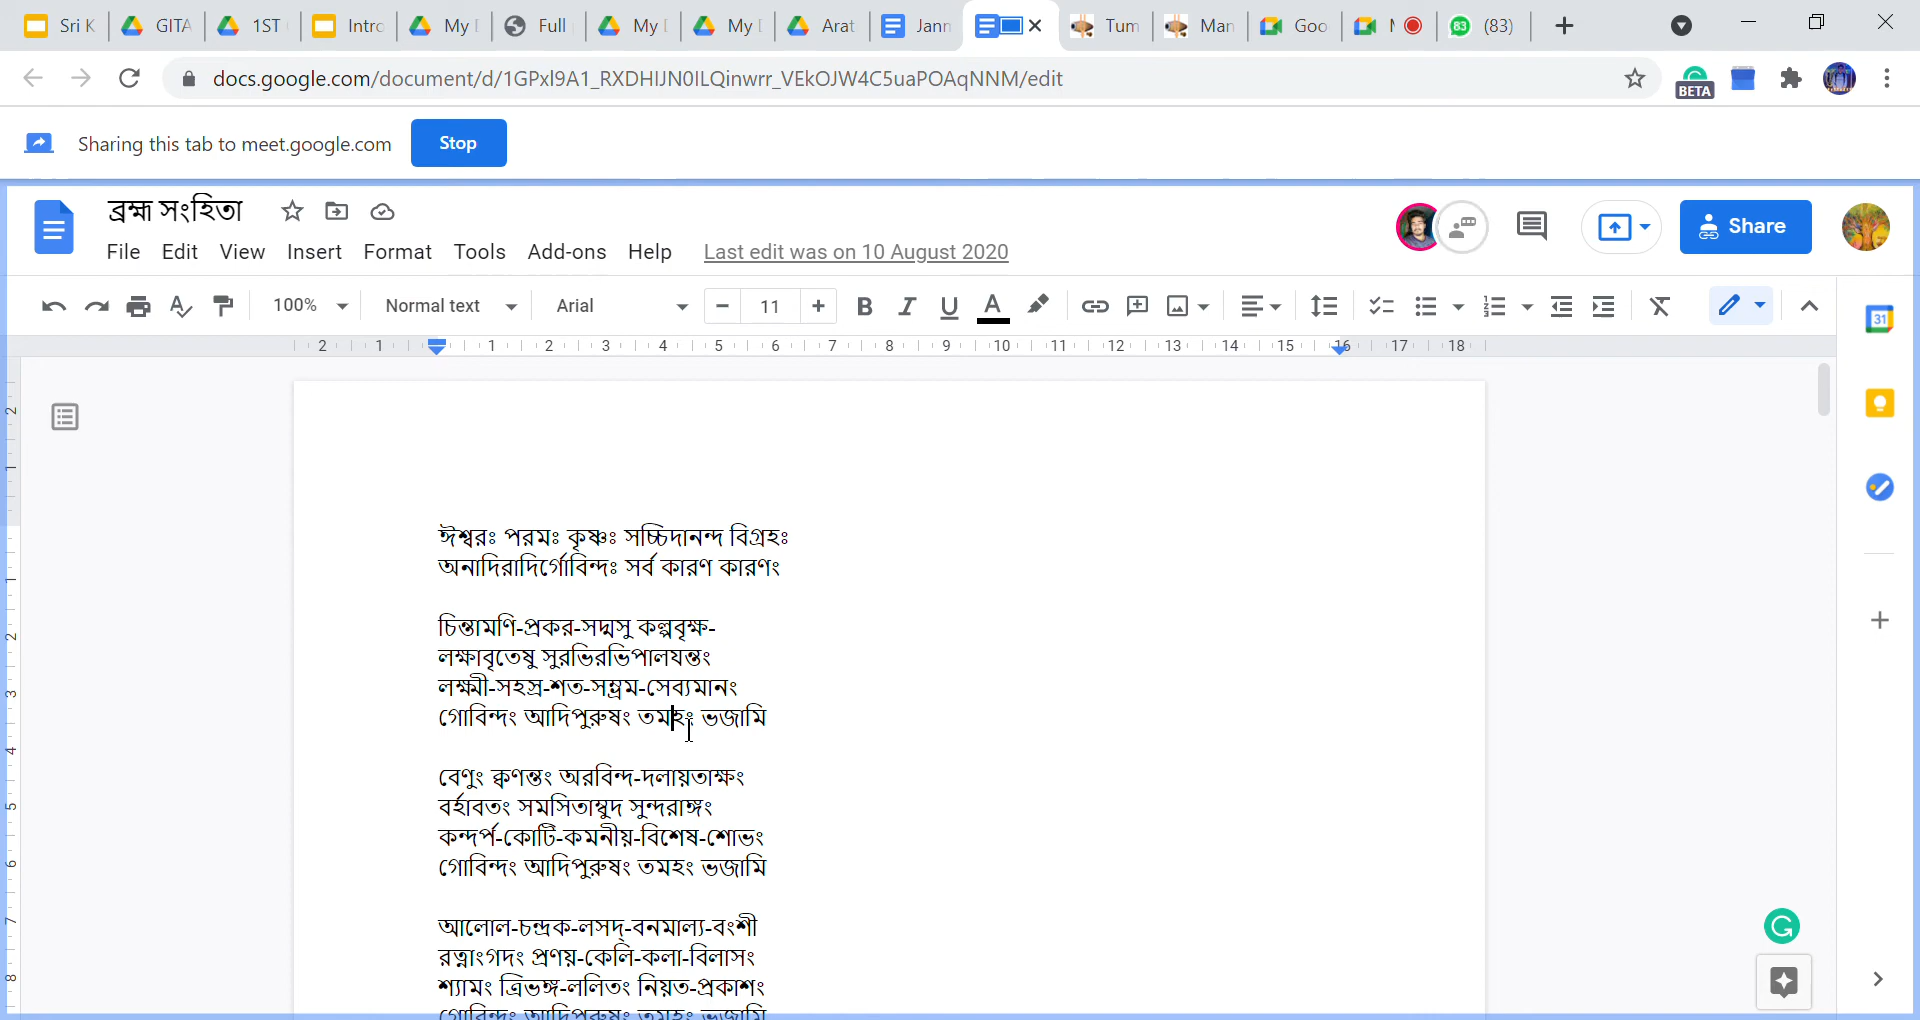 Sri K
GITA
1ST
Intro
My
Full
My
My
Arat
Jann
Tum
Man
Goo
(83)
docs.google.com/document/d/1GPxl9A1_RXDHIJN0ILQinwrr_VEkOJW4C5uaPOAqNNM/edit
BETA
Sharing this tab to meet.google.com
Stop
ব্রহ্ম সংহিতা
Share
File Edit View Insert Format Tools Add-ons Help Last edit was on 10 August 2020
100% Normal text Arial 11
2 1 1 2 3 4 5 6 7 8 9 10 11 12 13 14 15 16 17 18
31
ঈশ্বরঃ পরমঃ কৃষ্ণঃ সচ্চিদানন্দ বিগ্রহঃ
অনাদিরাদির্গোবিন্দঃ সর্ব কারণ কারণং
চিন্তামণি-প্রকর-সদ্মসু কল্পবৃক্ষ-
লক্ষাবৃতেষু সুরভিরভিপালযন্তং
লক্ষ্মী-সহস্র-শত-সম্ভ্রম-সেব্যমানং
গোবিন্দং আদিপুরুষং তমহং ভজামি
বেণুং ক্বণন্তং অরবিন্দ-দলায়তাক্ষং
বর্হাবতং সমসিতাম্বুদ সুন্দরাঙ্গং
কন্দর্প-কোটি-কমনীয়-বিশেষ-শোভং
গোবিন্দং আদিপুরুষং তমহং ভজামি
আলোল-চন্দ্রক-লসদ্-বনমাল্য-বংশী
রত্নাংগদং প্রণয়-কেলি-কলা-বিলাসং
শ্যামং ত্রিভঙ্গ-ললিতং নিয়ত-প্রকাশং
গোবিন্দং আদিপুরুষং তমহং ভজামি